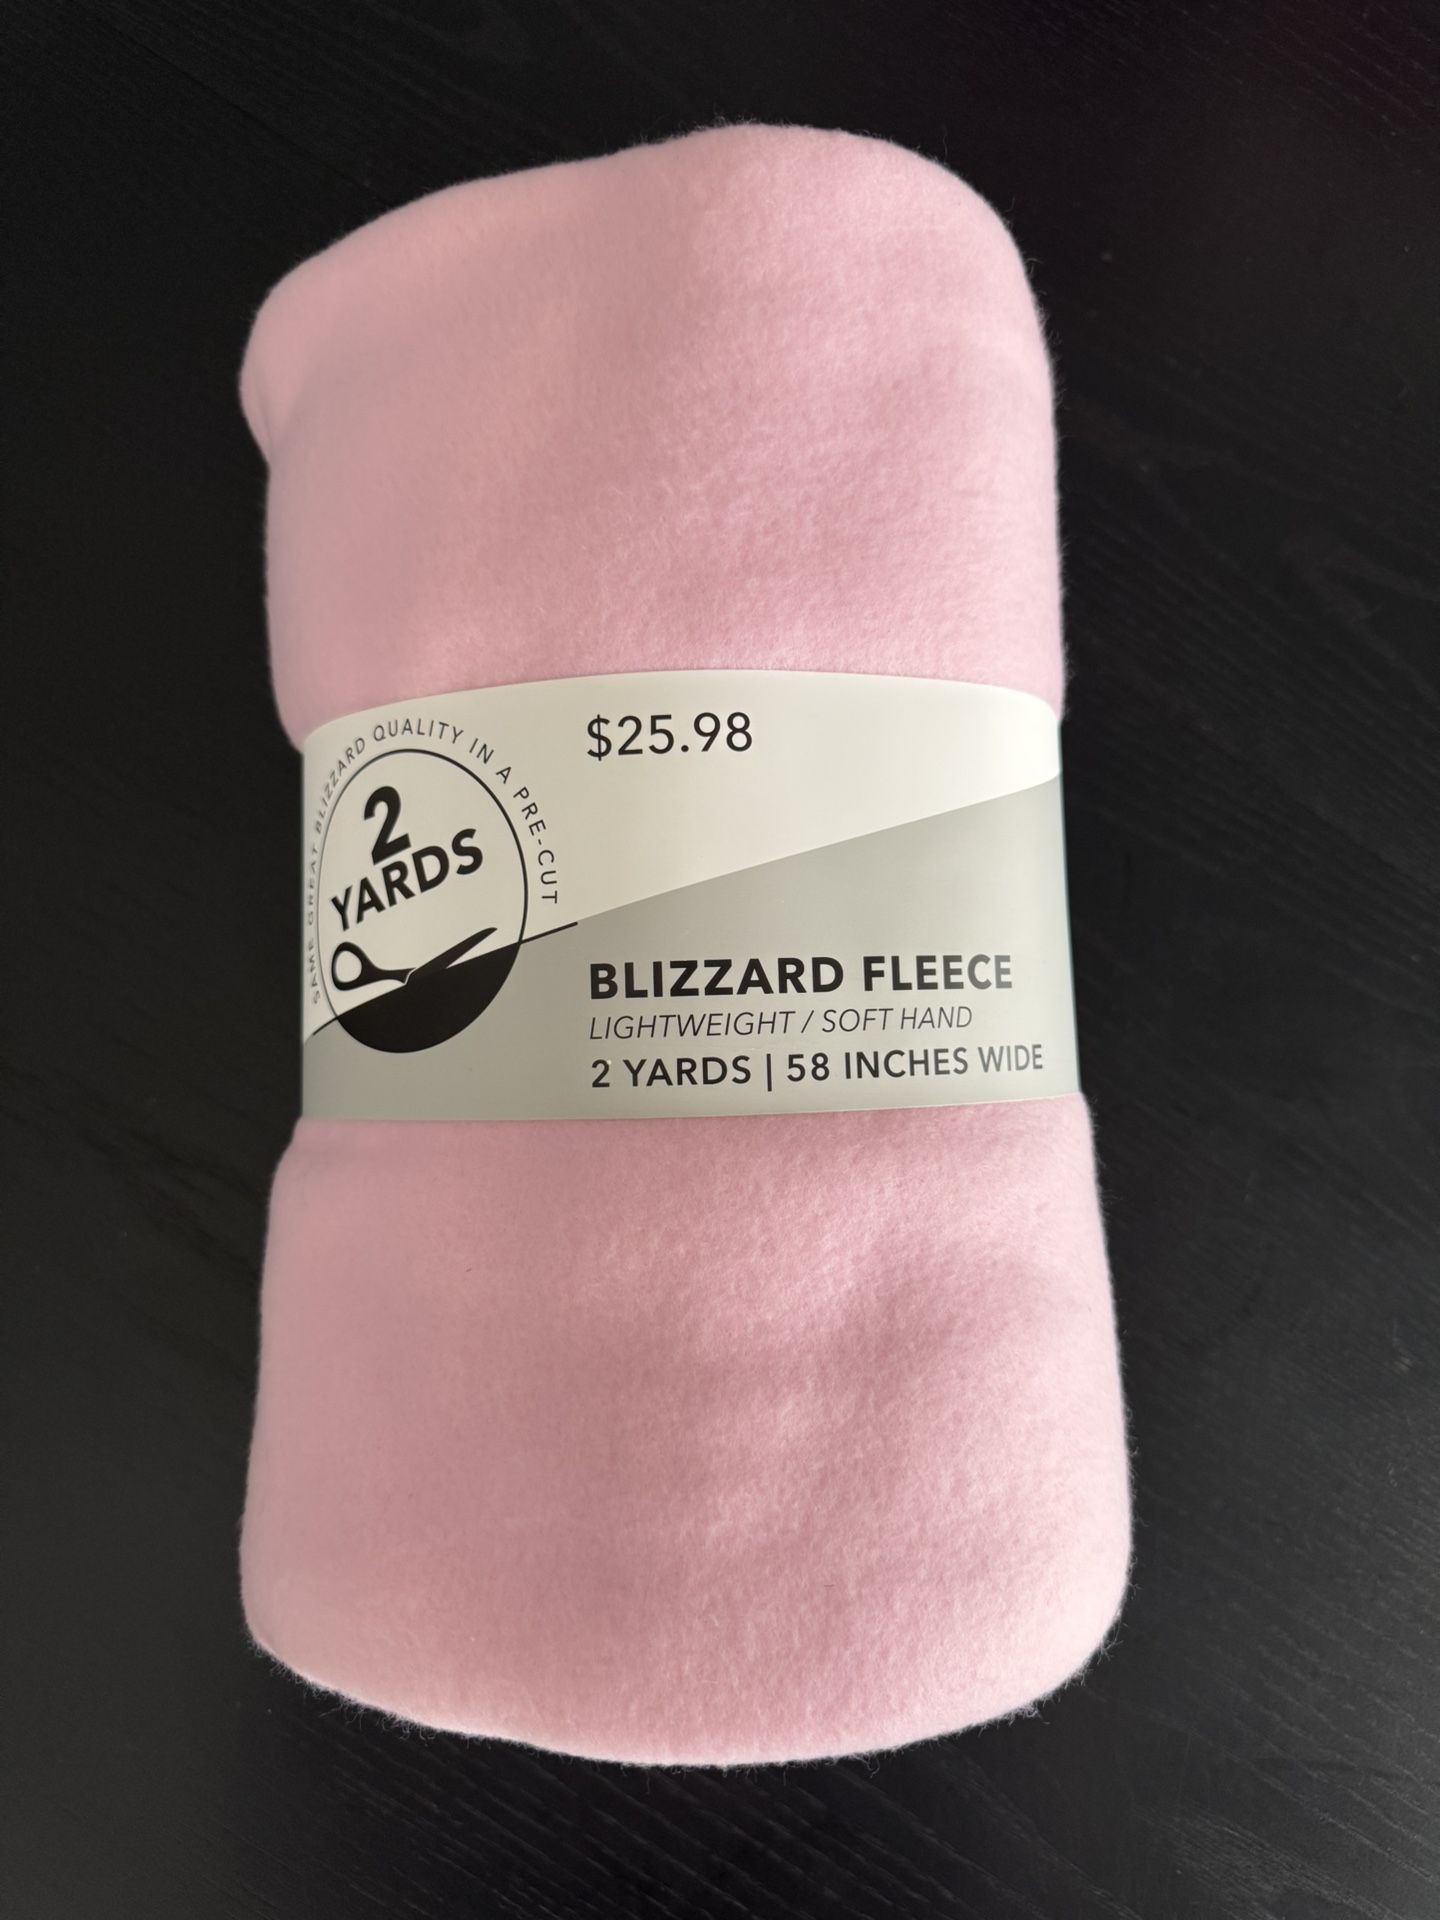 $25.98
SAME GREAT BLIZZARD QUALITY IN A PRE-CUT
2
YARDS
BLIZZARD FLEECE
LIGHTWEIGHT / SOFT HAND
2 YARDS | 58 INCHES WIDE